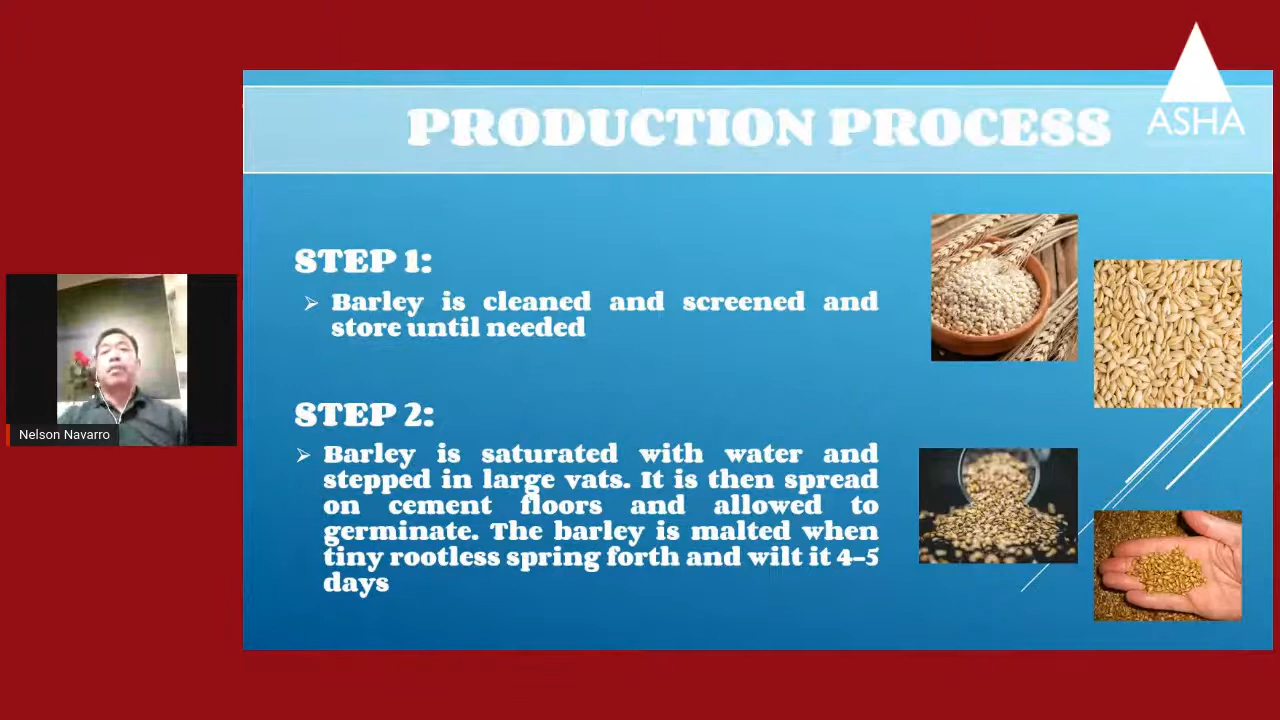 ASHA
PRODUCTION PROCESS
STEP 1:
➢ Barley is cleaned and screened and
store until needed
STEP 2:
➢ Barley is saturated with water and
stepped in large vats. It is then spread
on cement floors and allowed to
germinate. The barley is malted when
tiny rootless spring forth and wilt it 4–5
days
Nelson Navarro